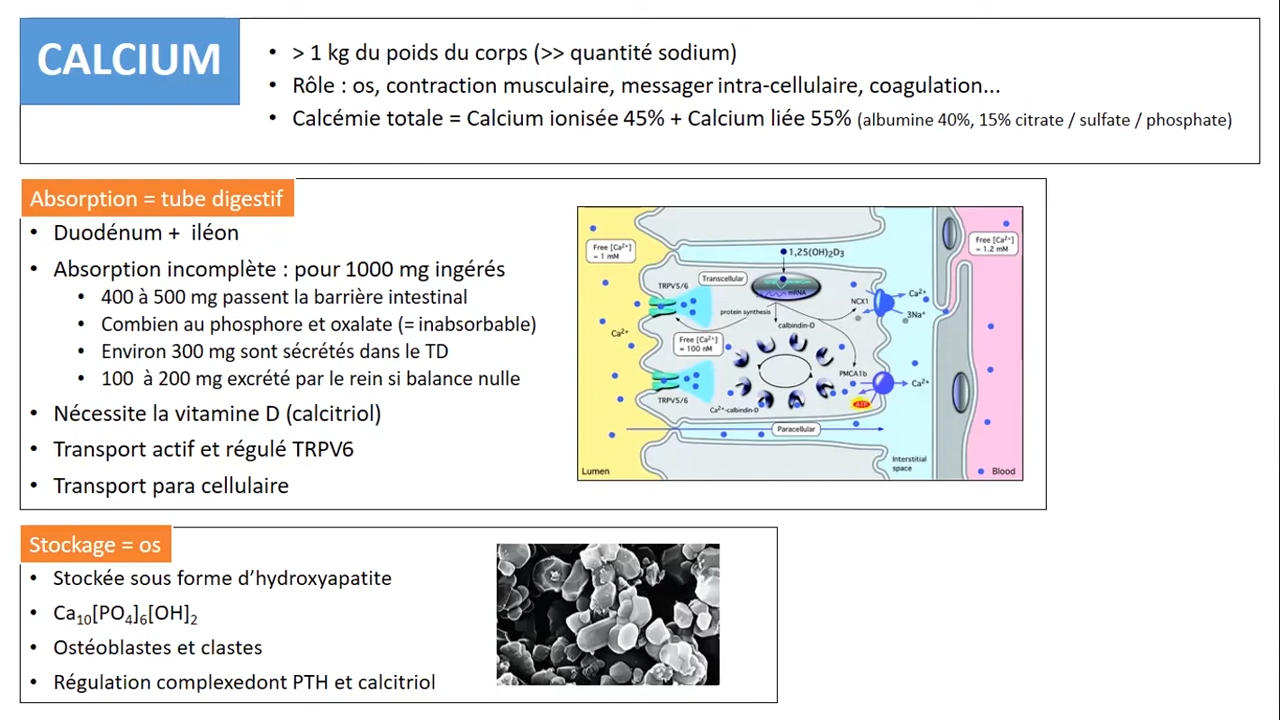 CALCIUM
• > 1 kg du poids du corps (>> quantité sodium)
• Rôle : os, contraction musculaire, messager intra-cellulaire, coagulation...
• Calcémie totale = Calcium ionisée 45% + Calcium liée 55% (albumine 40%, 15% citrate / sulfate / phosphate)
Absorption = tube digestif
• Duodénum + iléon
• Absorption incomplète : pour 1000 mg ingérés
• 400 à 500 mg passent la barrière intestinal
• Combien au phosphore et oxalate (= inabsorbable)
• Environ 300 mg sont sécrétés dans le TD
• 100 à 200 mg excrété par le rein si balance nulle
• Nécessite la vitamine D (calcitriol)
• Transport actif et régulé TRPV6
• Transport para cellulaire
Free [Ca²⁺]
= 1 mM
1,25(OH)₂D₃
Free [Ca²⁺]
= 1.2 mM
Transcellular
TRPV5/6
mRNA
NCX1
Ca²⁺
3Na⁺
protein synthesis
calbindin-D
Ca²⁺
Free [Ca²⁺]
= 100 nM
PMCA1b
Ca²⁺
ATP
TRPV5/6
Ca²⁺-calbindin-D
Paracellular
Lumen
Interstitial
space
Blood
Stockage = os
• Stockée sous forme d’hydroxyapatite
• Ca₁₀[PO₄]₆[OH]₂
• Ostéoblastes et clastes
• Régulation complexedont PTH et calcitriol